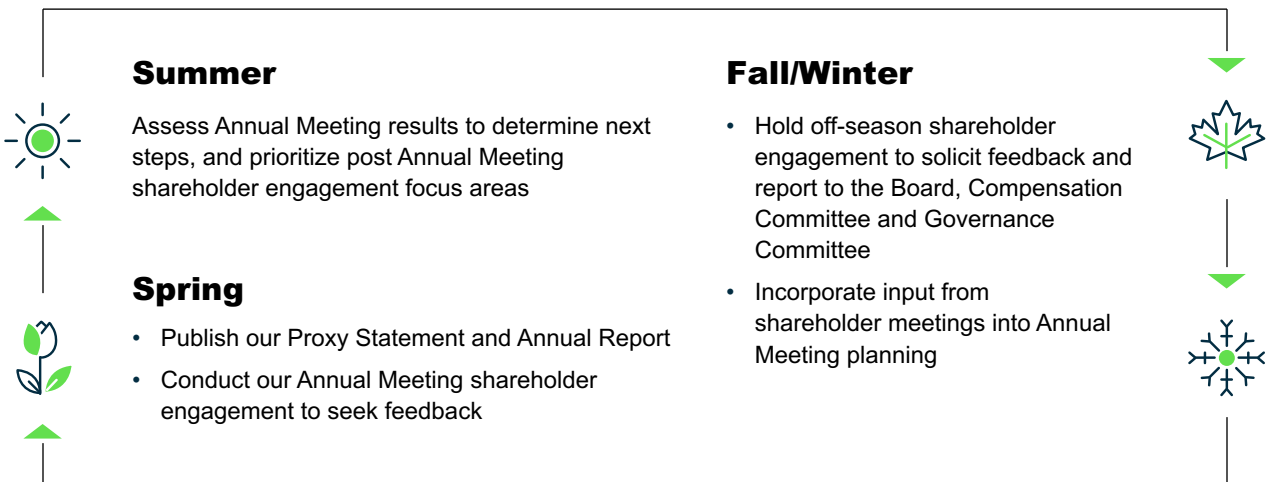 Summer
Assess Annual Meeting results to determine next
steps, and prioritize post Annual Meeting
shareholder engagement focus areas
Spring
• Publish our Proxy Statement and Annual Report
• Conduct our Annual Meeting shareholder
engagement to seek feedback
Fall/Winter
• Hold off-season shareholder
engagement to solicit feedback and
report to the Board, Compensation
Committee and Governance
Committee
• Incorporate input from
shareholder meetings into Annual
Meeting planning